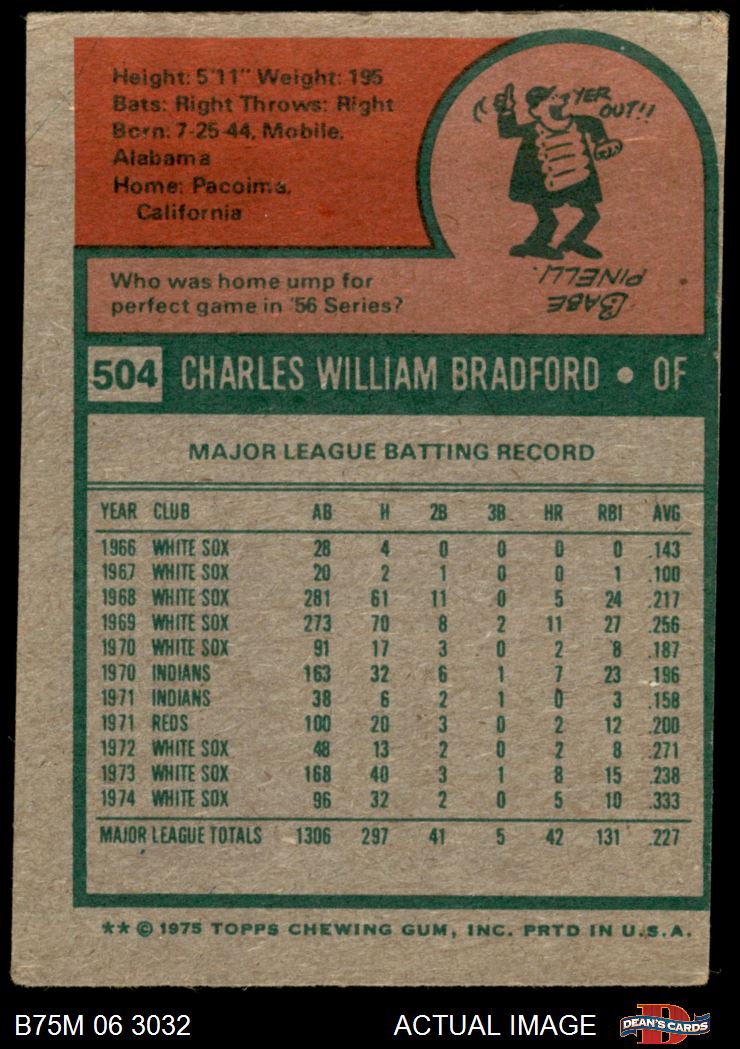 Height: 5'11" Weight: 195
Bats: Right Throws: Right
Born: 7-25-44, Mobile,
Alabama
Home: Pacoima,
California
YER
OUT!!
BABE
PINELLI.
Who was home ump for
perfect game in '56 Series?
504 CHARLES WILLIAM BRADFORD • OF
MAJOR LEAGUE BATTING RECORD
YEAR CLUB AB H 2B 3B HR RBI AVG
1966 WHITE SOX 28 4 0 0 0 0 .143
1967 WHITE SOX 20 2 1 0 0 1 .100
1968 WHITE SOX 281 61 11 0 5 24 .217
1969 WHITE SOX 273 70 8 2 11 27 .256
1970 WHITE SOX 91 17 3 0 2 8 .187
1970 INDIANS 163 32 6 1 7 23 .196
1971 INDIANS 38 6 2 1 0 3 .158
1971 REDS 100 20 3 0 2 12 .200
1972 WHITE SOX 48 13 2 0 2 8 .271
1973 WHITE SOX 168 40 3 1 8 15 .238
1974 WHITE SOX 96 32 2 0 5 10 .333
MAJOR LEAGUE TOTALS 1306 297 41 5 42 131 .227
** © 1975 TOPPS CHEWING GUM, INC. PRTD IN U.S.A.
B75M 06 3032 ACTUAL IMAGE
D
DEAN'S CARDS